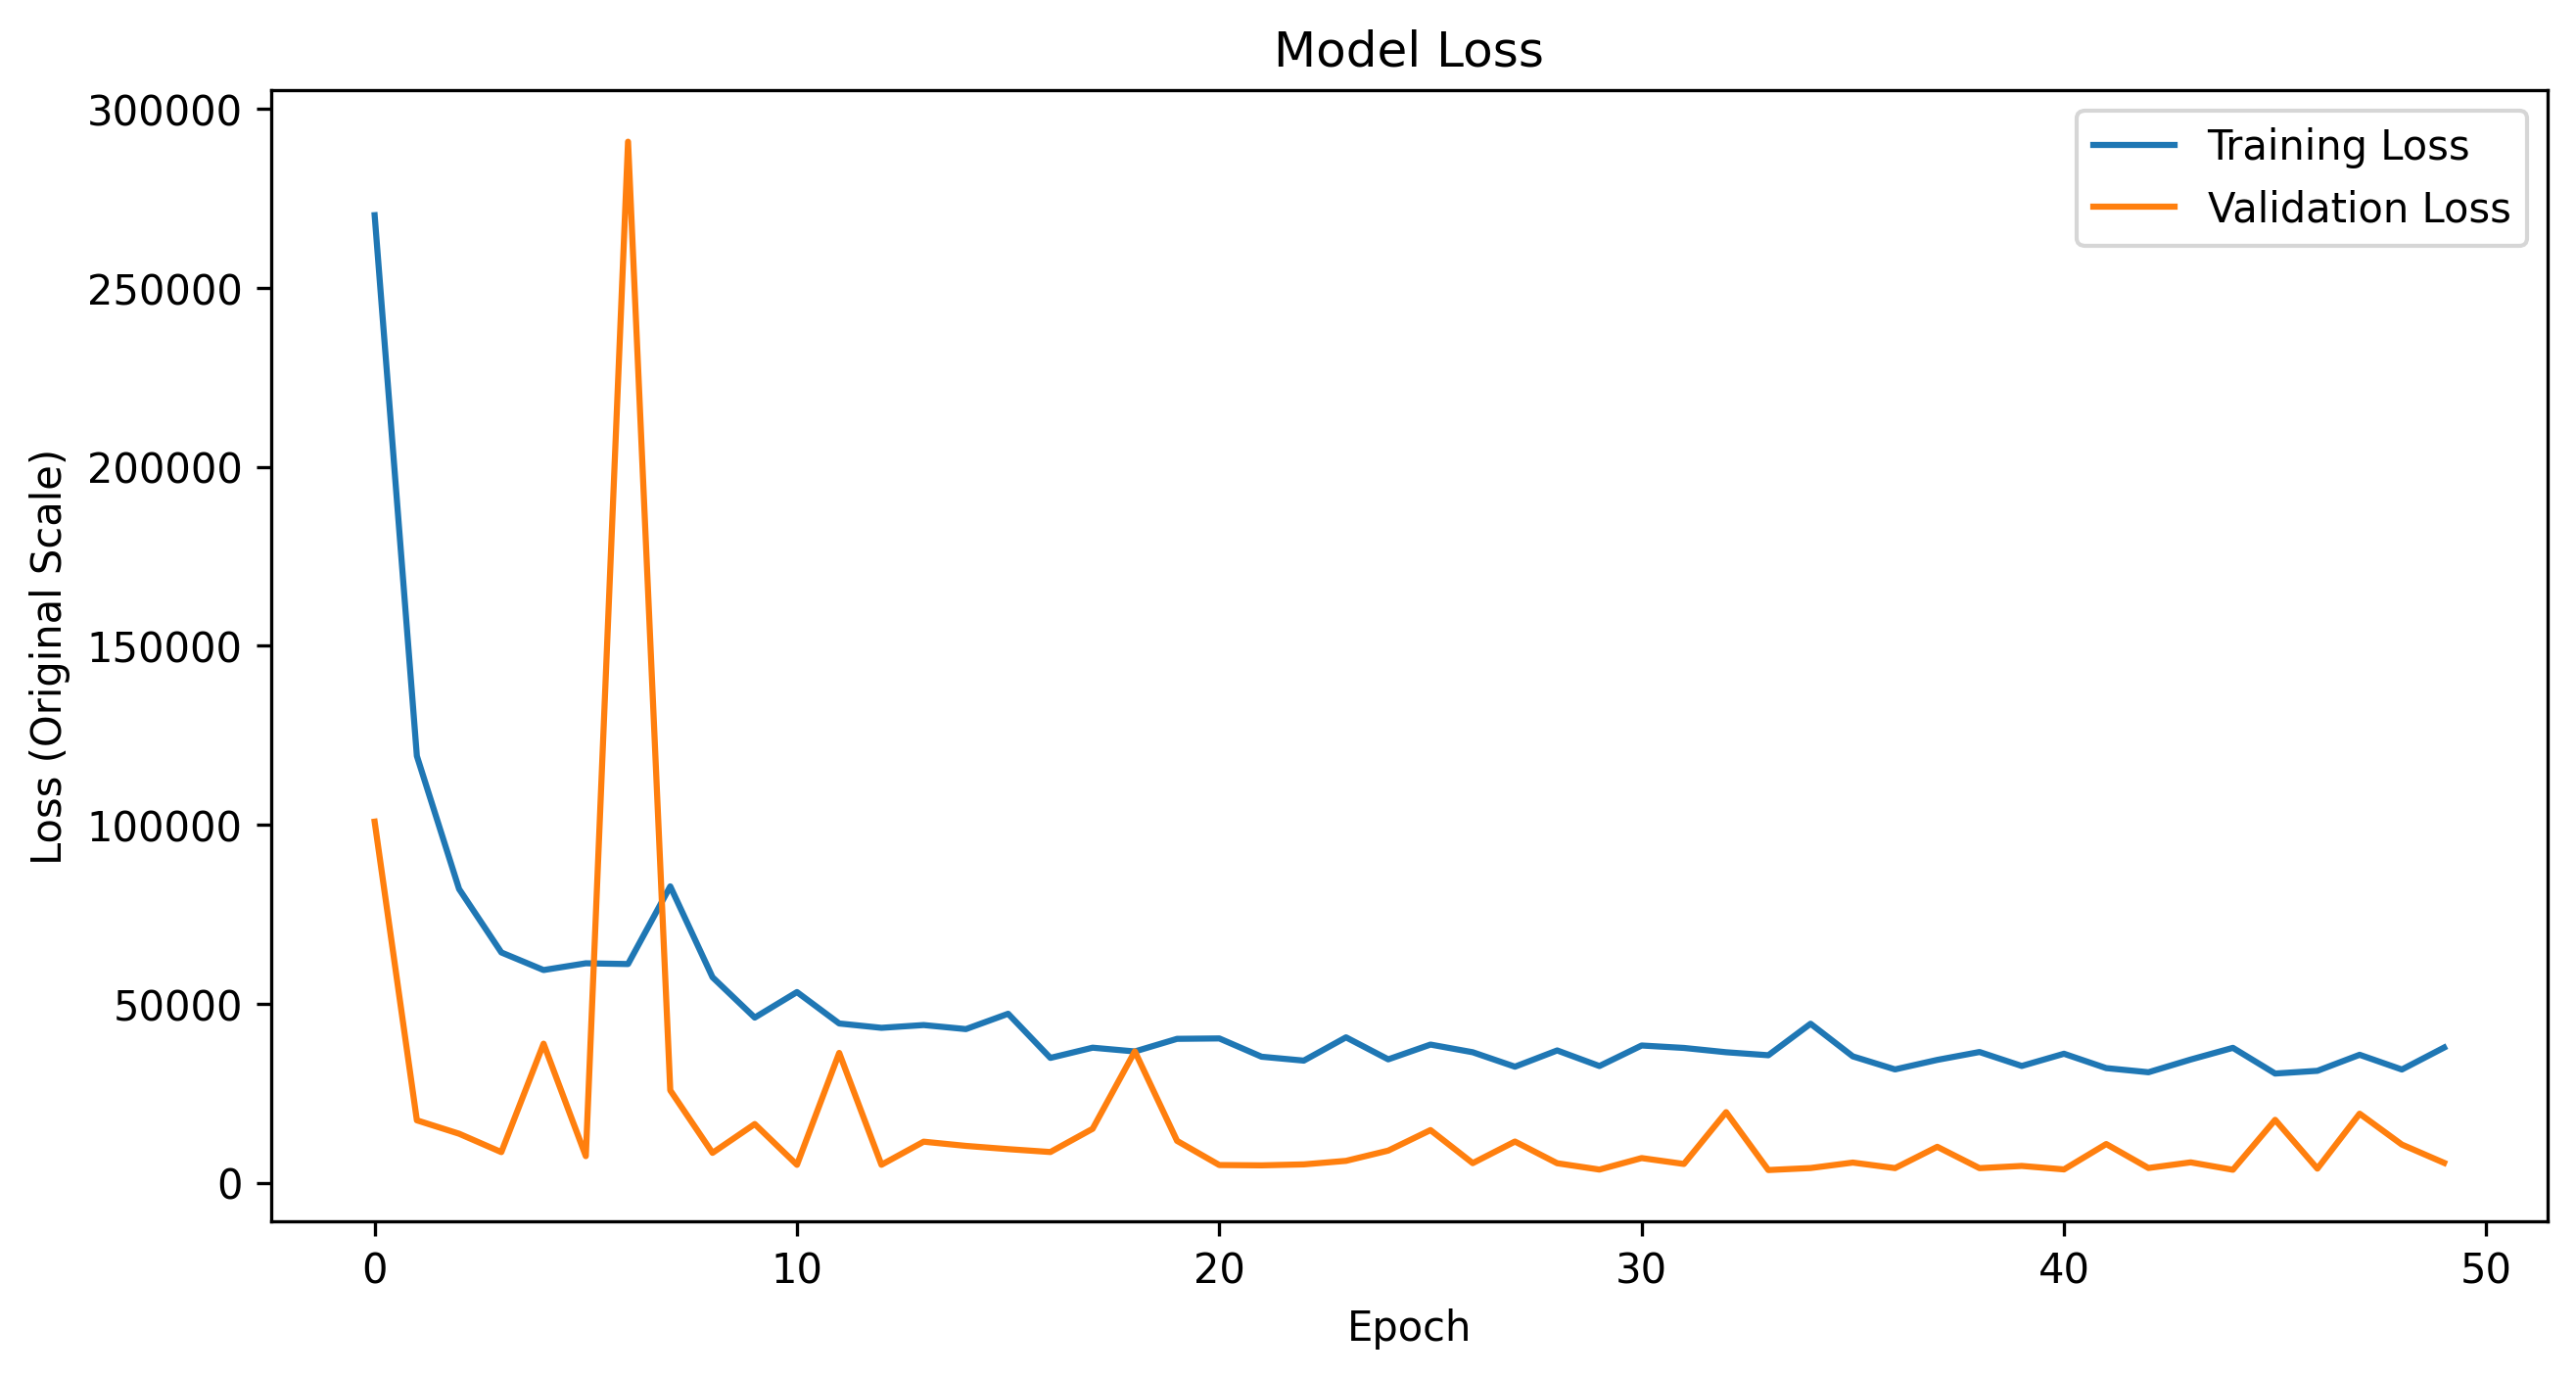 Model Loss
Training Loss
Validation Loss
Loss (Original Scale)
300000
250000
200000
150000
100000
50000
0
0 10 20 30 40 50
Epoch